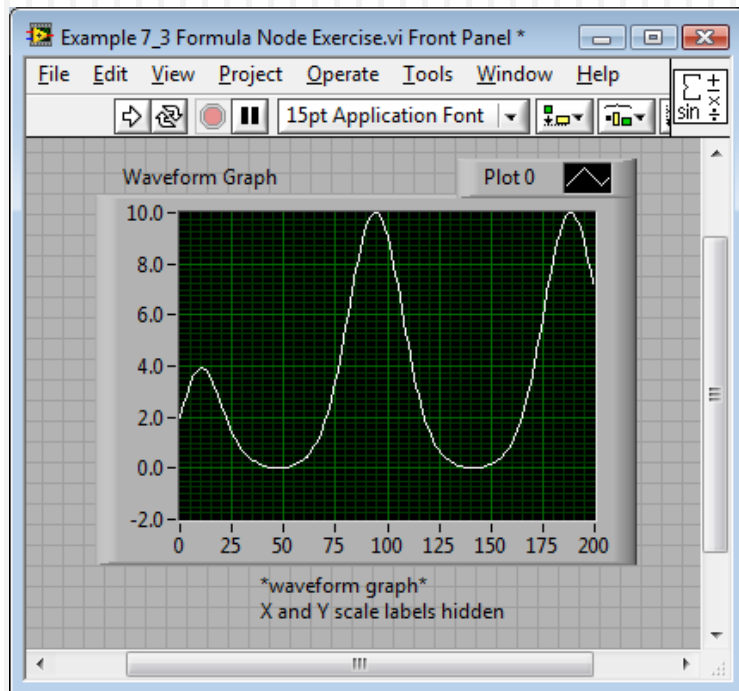 Example 7_3 Formula Node Exercise.vi Front Panel *
File Edit View Project Operate Tools Window Help
15pt Application Font
Σ + × ÷ sin
Waveform Graph
Plot 0
10.0
8.0
6.0
4.0
2.0
0.0
-2.0
0 25 50 75 100 125 150 175 200
*waveform graph*
X and Y scale labels hidden